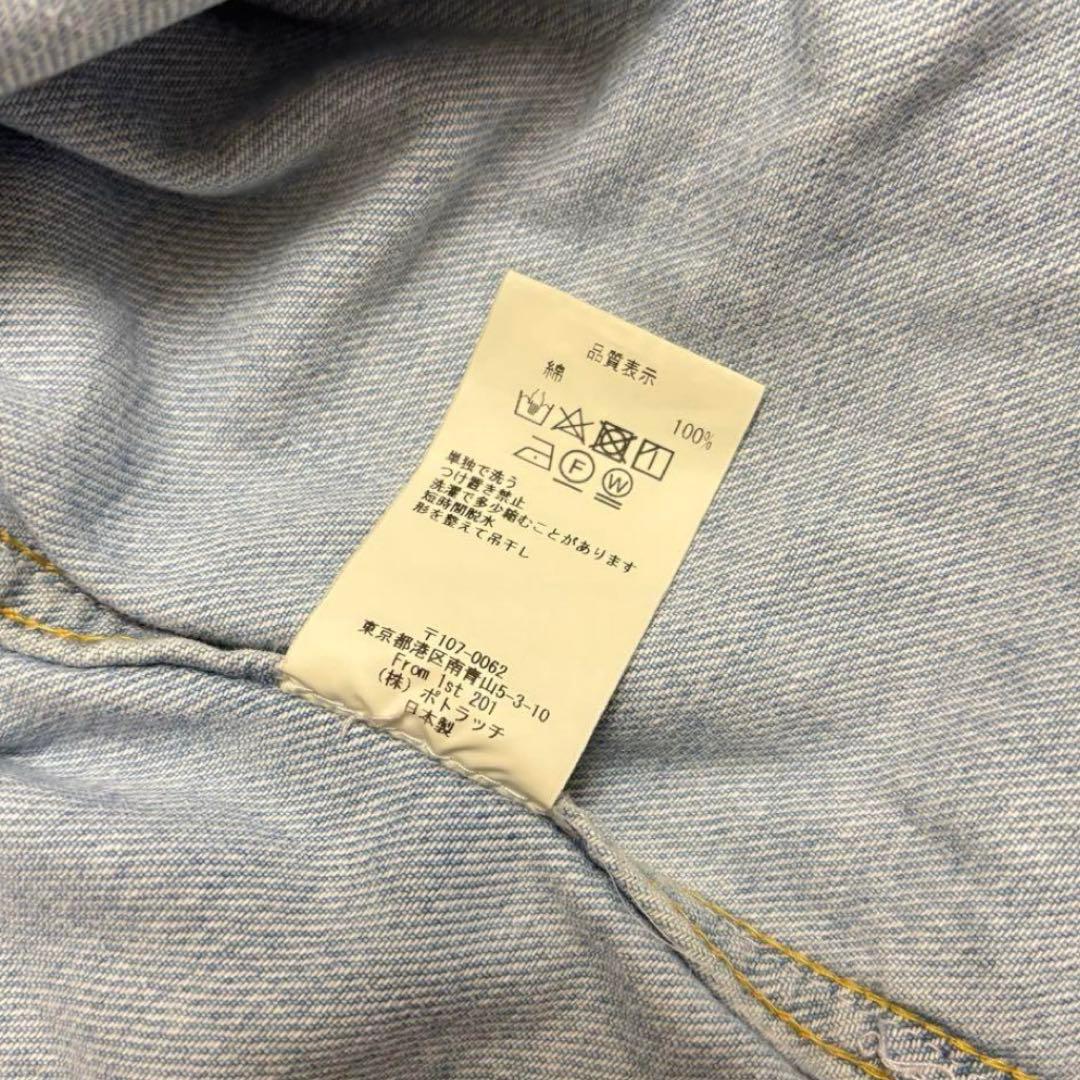 品質表示
綿 100%
F W
単独で洗う
つけ置き禁止
洗濯で多少縮むことがあります
短時間脱水
形を整えて吊干し
〒107-0062
東京都港区南青山5-3-10
From 1st 201
(株) ポトラッチ
日本製